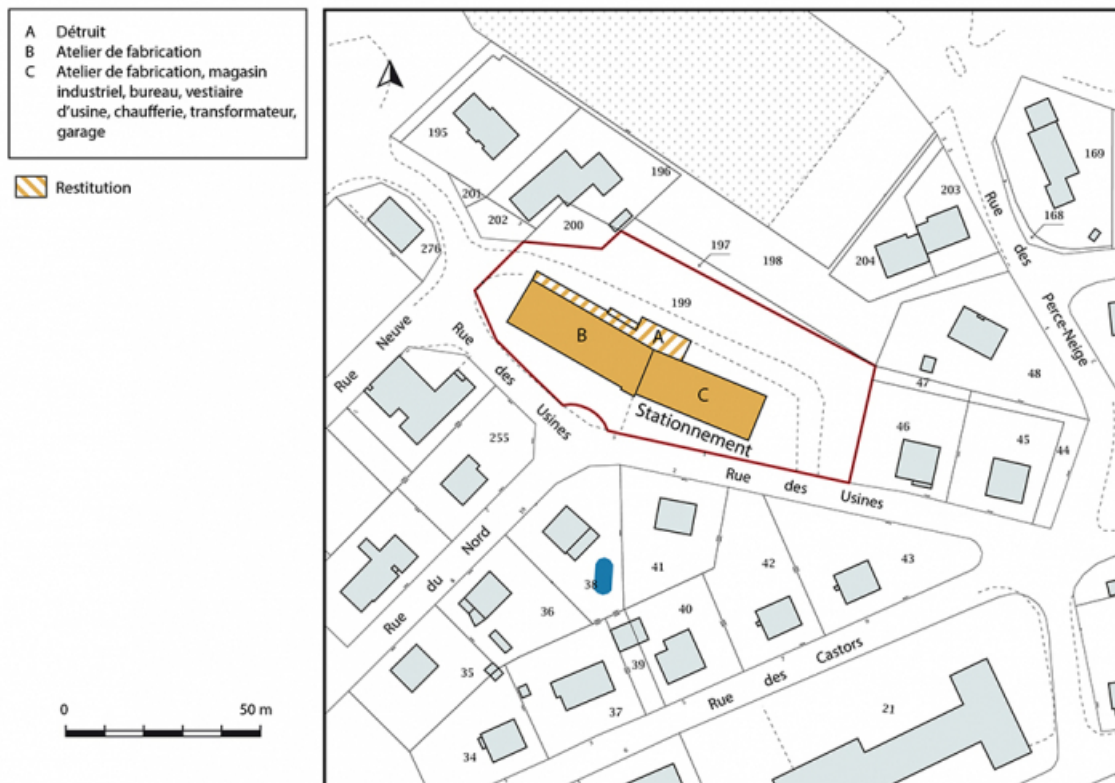 A Détruit
B Atelier de fabrication
C Atelier de fabrication, magasin
industriel, bureau, vestiaire
d'usine, chaufferie, transformateur,
garage
Restitution
0 50 m
195
196
201
202
200
276
197
198
199
203
204
169
168
Rue des Perce-Neige
Rue Neuve
Rue des Usines
A
B
C
Stationnement
48
47
46
45
44
255
Rue des Usines
Rue du Nord
38
41
42
43
36
40
39
35
37
34
Rue des Castors
21